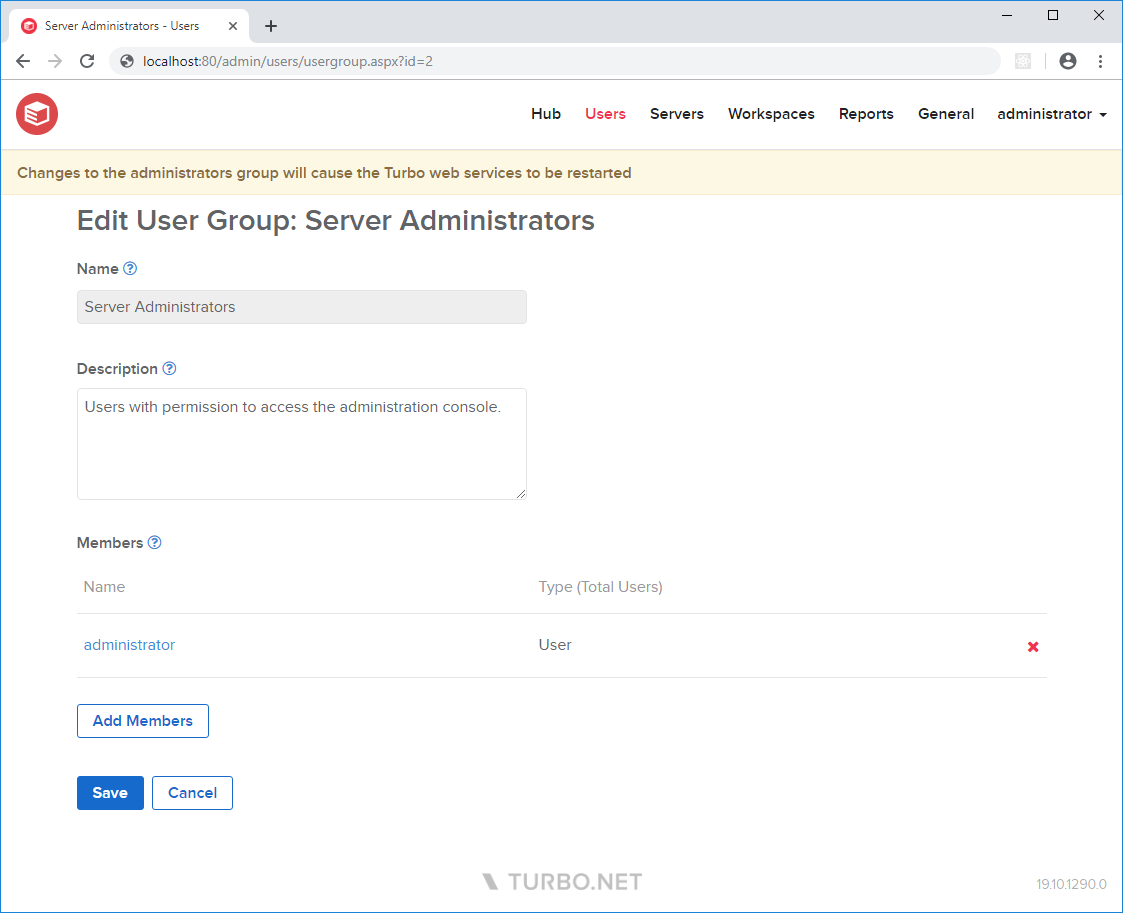 Server Administrators - Users
localhost:80/admin/users/usergroup.aspx?id=2
Hub Users Servers Workspaces Reports General administrator
Changes to the administrators group will cause the Turbo web services to be restarted
Edit User Group: Server Administrators
Name ?
Server Administrators
Description ?
Users with permission to access the administration console.
Members ?
Name Type (Total Users)
administrator User
Add Members
Save Cancel
TURBO.NET
19.10.1290.0